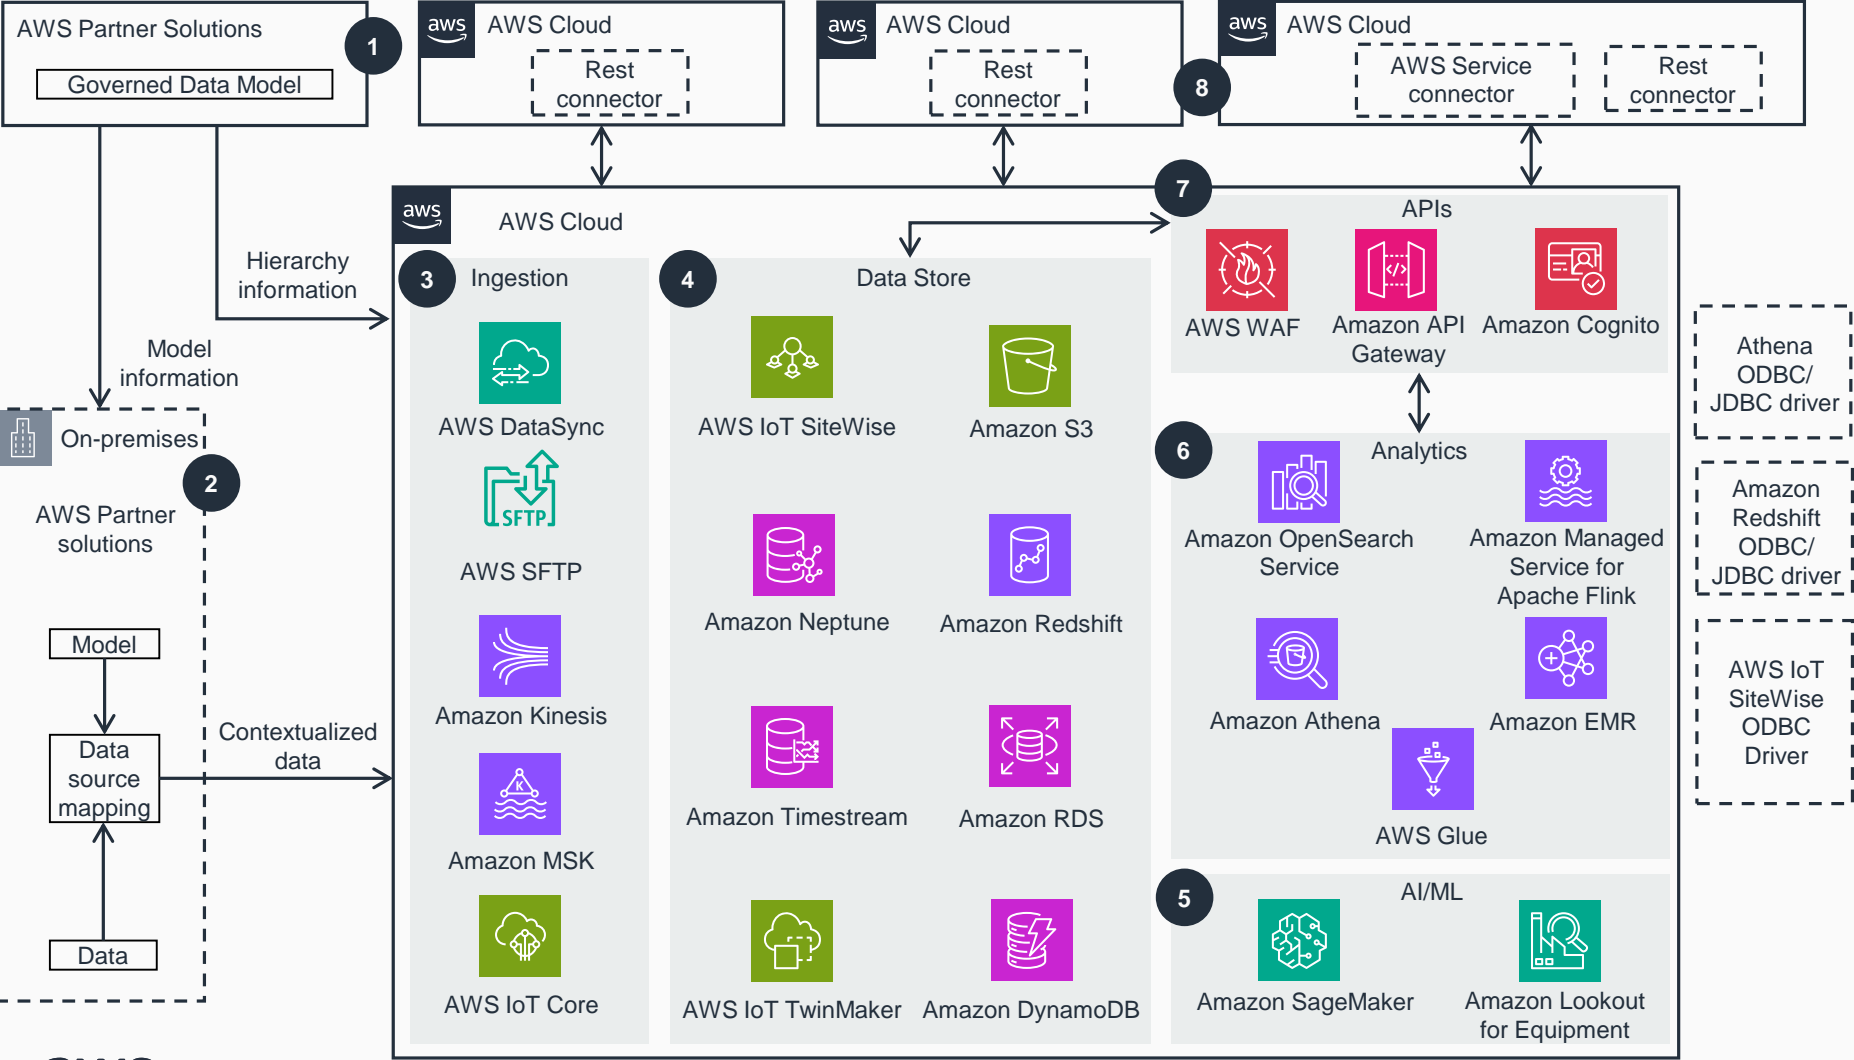 AWS Partner Solutions
Governed Data Model
1
aws
AWS Cloud
Rest
connector
aws
AWS Cloud
Rest
connector
8
aws
AWS Cloud
AWS Service
connector
Rest
connector
Hierarchy
information
Model
information
On-premises
2
AWS Partner
solutions
Model
Data
source
mapping
Data
Contextualized
data
aws
AWS Cloud
3
Ingestion
AWS DataSync
SFTP
AWS SFTP
Amazon Kinesis
K
Amazon MSK
AWS IoT Core
4
Data Store
AWS IoT SiteWise
Amazon S3
Amazon Neptune
Amazon Redshift
Amazon Timestream
Amazon RDS
AWS IoT TwinMaker
Amazon DynamoDB
7
APIs
AWS WAF
</>
Amazon API
Gateway
Amazon Cognito
6
Analytics
Amazon OpenSearch
Service
Amazon Managed
Service for
Apache Flink
Amazon Athena
Amazon EMR
AWS Glue
5
AI/ML
Amazon SageMaker
Amazon Lookout
for Equipment
Athena
ODBC/
JDBC driver
Amazon
Redshift
ODBC/
JDBC driver
AWS IoT
SiteWise
ODBC
Driver